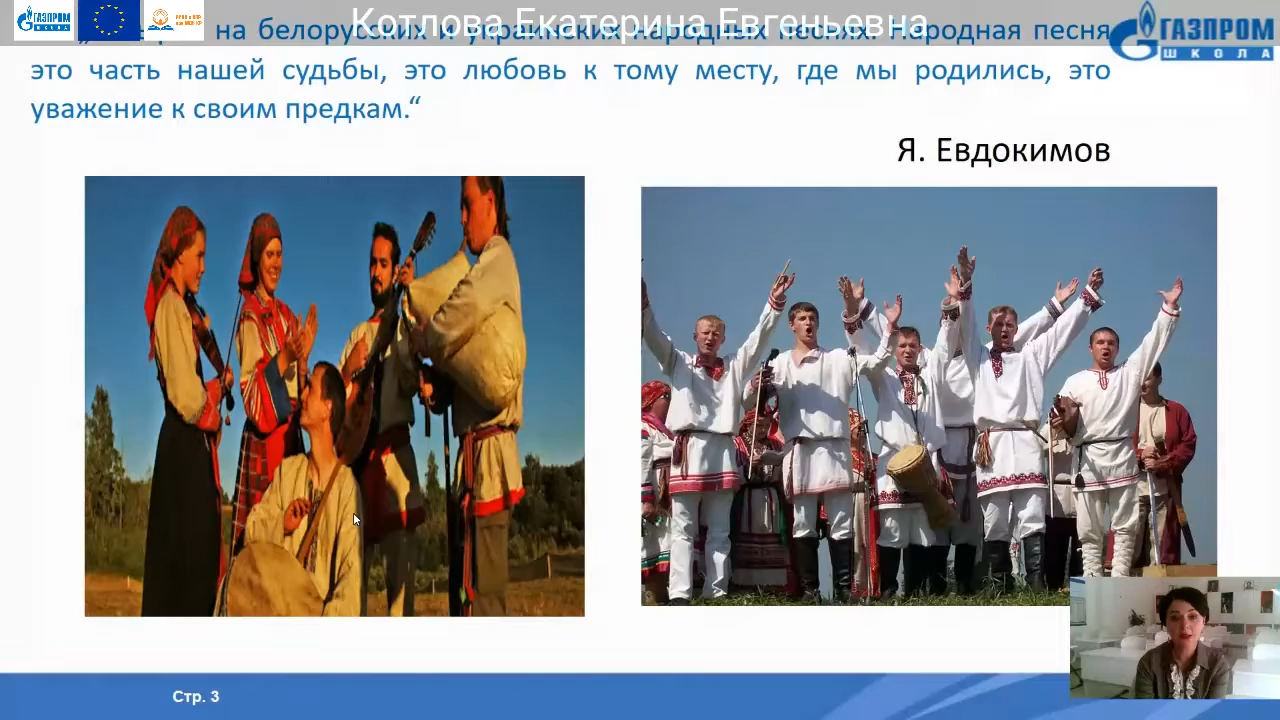 Котлова Екатерина Евгеньевна
на белорусских и украинских народных песнях. Народная песня
это часть нашей судьбы, это любовь к тому месту, где мы родились, это
уважение к своим предкам.“
Я. Евдокимов
ГАЗПРОМ
ШКОЛА
Стр. 3